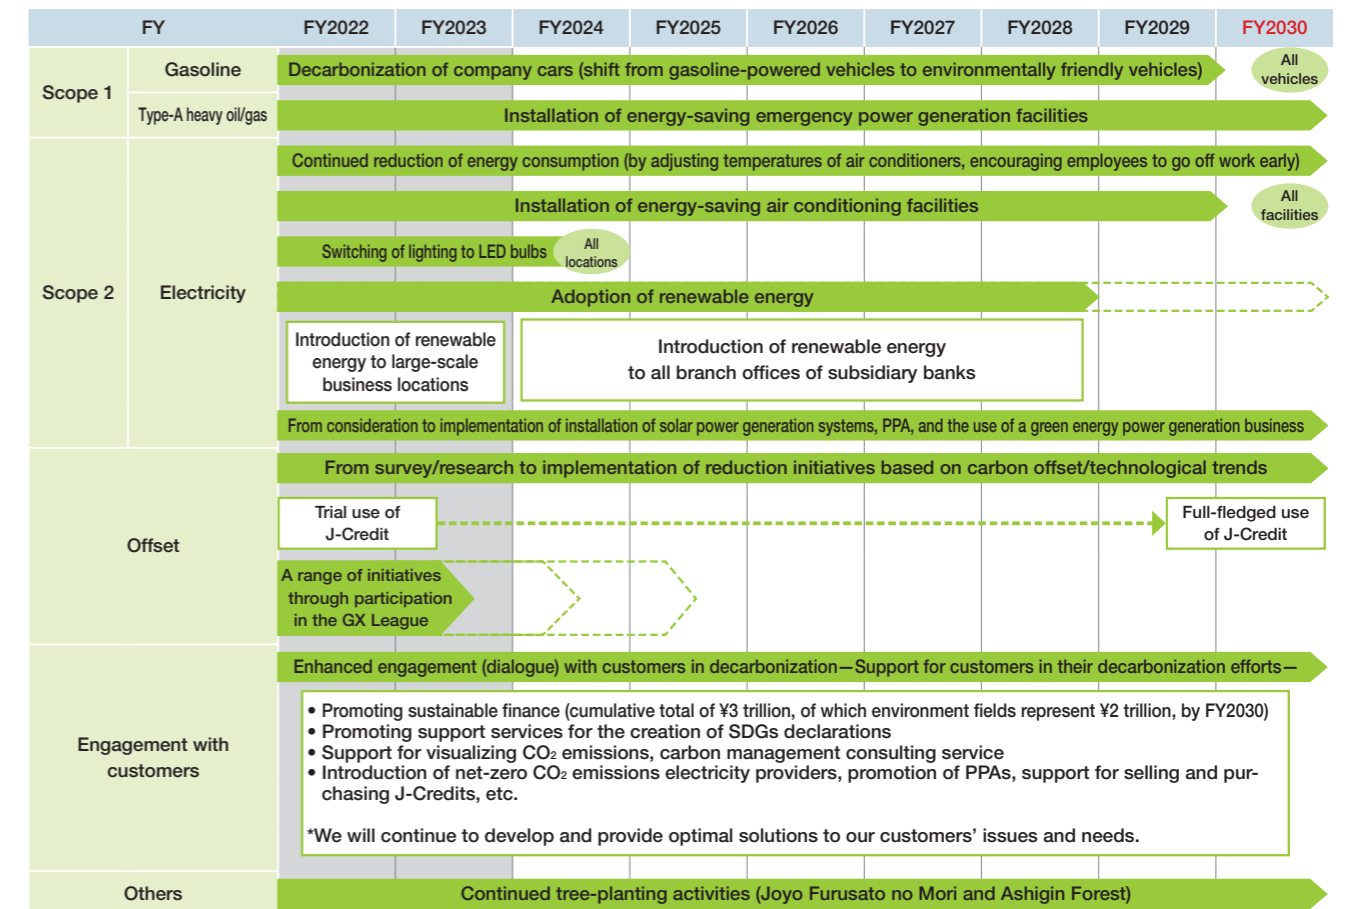 FY FY2022 FY2023 FY2024 FY2025 FY2026 FY2027 FY2028 FY2029 FY2030
Scope 1
Gasoline
Decarbonization of company cars (shift from gasoline-powered vehicles to environmentally friendly vehicles)
All
vehicles
Type-A heavy oil/gas
Installation of energy-saving emergency power generation facilities
Scope 2
Electricity
Continued reduction of energy consumption (by adjusting temperatures of air conditioners, encouraging employees to go off work early)
Installation of energy-saving air conditioning facilities
All
facilities
Switching of lighting to LED bulbs
All
locations
Adoption of renewable energy
Introduction of renewable
energy to large-scale
business locations
Introduction of renewable energy
to all branch offices of subsidiary banks
From consideration to implementation of installation of solar power generation systems, PPA, and the use of a green energy power generation business
Offset
From survey/research to implementation of reduction initiatives based on carbon offset/technological trends
Trial use of
J-Credit
Full-fledged use
of J-Credit
A range of initiatives
through participation
in the GX League
Engagement with
customers
Enhanced engagement (dialogue) with customers in decarbonization—Support for customers in their decarbonization efforts—
• Promoting sustainable finance (cumulative total of ¥3 trillion, of which environment fields represent ¥2 trillion, by FY2030)
• Promoting support services for the creation of SDGs declarations
• Support for visualizing CO₂ emissions, carbon management consulting service
• Introduction of net-zero CO₂ emissions electricity providers, promotion of PPAs, support for selling and pur-
chasing J-Credits, etc.
*We will continue to develop and provide optimal solutions to our customers' issues and needs.
Others
Continued tree-planting activities (Joyo Furusato no Mori and Ashigin Forest)